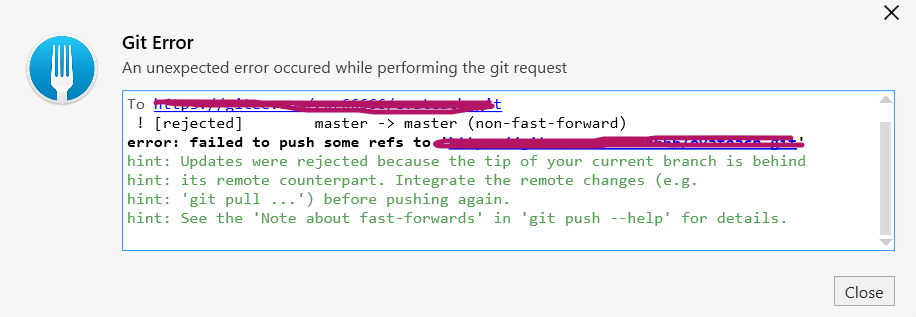 Git Error
An unexpected error occured while performing the git request
To
! [rejected] master -> master (non-fast-forward)
error: failed to push some refs to
hint: Updates were rejected because the tip of your current branch is behind
hint: its remote counterpart. Integrate the remote changes (e.g.
hint: 'git pull ...') before pushing again.
hint: See the 'Note about fast-forwards' in 'git push --help' for details.
Close